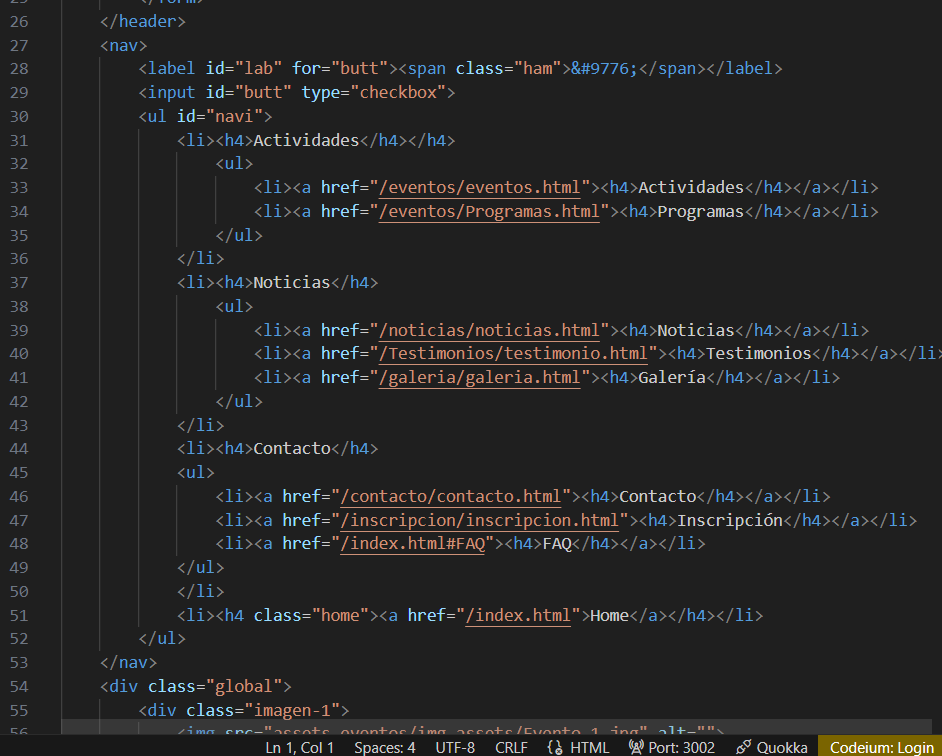 25 </form>
26 </header>
27 <nav>
28 <label id="lab" for="butt"><span class="ham">&#9776;</span></label>
29 <input id="butt" type="checkbox">
30 <ul id="navi">
31 <li><h4>Actividades</h4></h4>
32 <ul>
33 <li><a href="/eventos/eventos.html"><h4>Actividades</h4></a></li>
34 <li><a href="/eventos/Programas.html"><h4>Programas</h4></a></li>
35 </ul>
36 </li>
37 <li><h4>Noticias</h4>
38 <ul>
39 <li><a href="/noticias/noticias.html"><h4>Noticias</h4></a></li>
40 <li><a href="/Testimonios/testimonio.html"><h4>Testimonios</h4></a></li>
41 <li><a href="/galeria/galeria.html"><h4>Galería</h4></a></li>
42 </ul>
43 </li>
44 <li><h4>Contacto</h4>
45 <ul>
46 <li><a href="/contacto/contacto.html"><h4>Contacto</h4></a></li>
47 <li><a href="/inscripcion/inscripcion.html"><h4>Inscripción</h4></a></li>
48 <li><a href="/index.html#FAQ"><h4>FAQ</h4></a></li>
49 </ul>
50 </li>
51 <li><h4 class="home"><a href="/index.html">Home</a></h4></li>
52 </ul>
53 </nav>
54 <div class="global">
55 <div class="imagen-1">
56 <img src="assets_eventos/img_assets/Evento_1.jpg" alt="">
Ln 1, Col 1 Spaces: 4 UTF-8 CRLF HTML Port: 3002 Quokka Codeium: Login